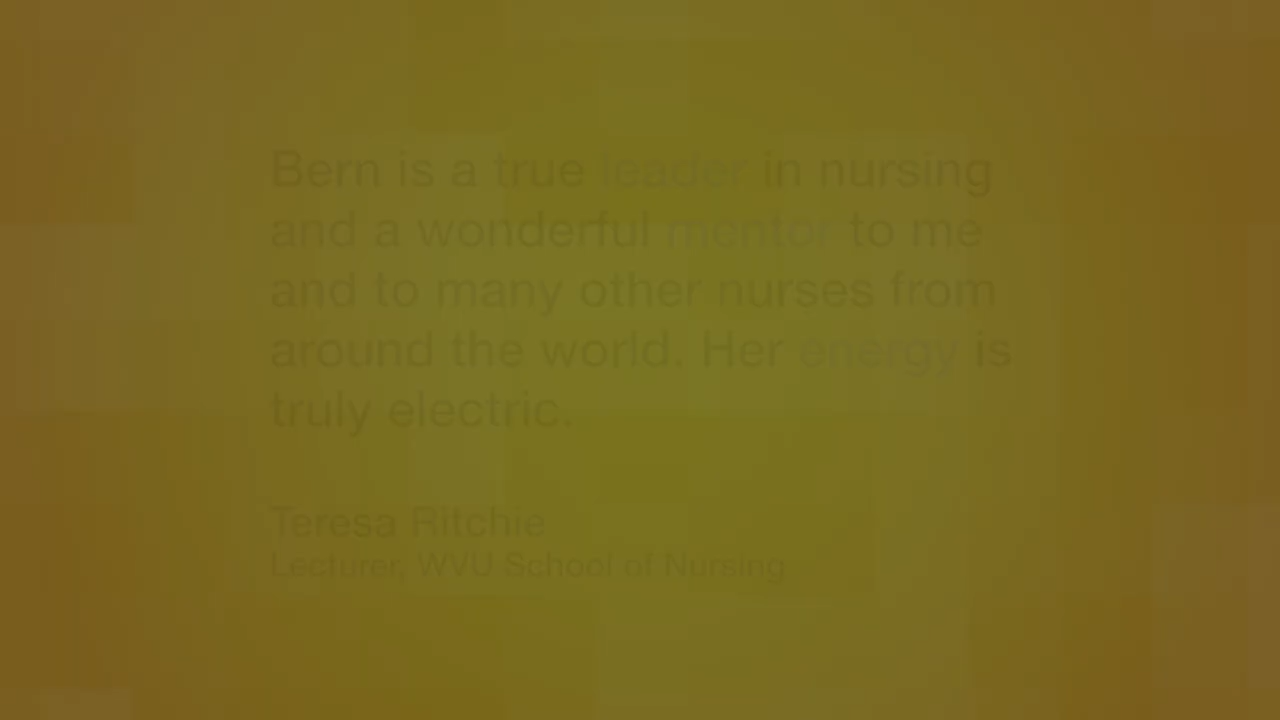 Bern is a true leader in nursing
and a wonderful mentor to me
and to many other nurses from
around the world. Her energy is
truly electric.
Teresa Ritchie
Lecturer, WVU School of Nursing